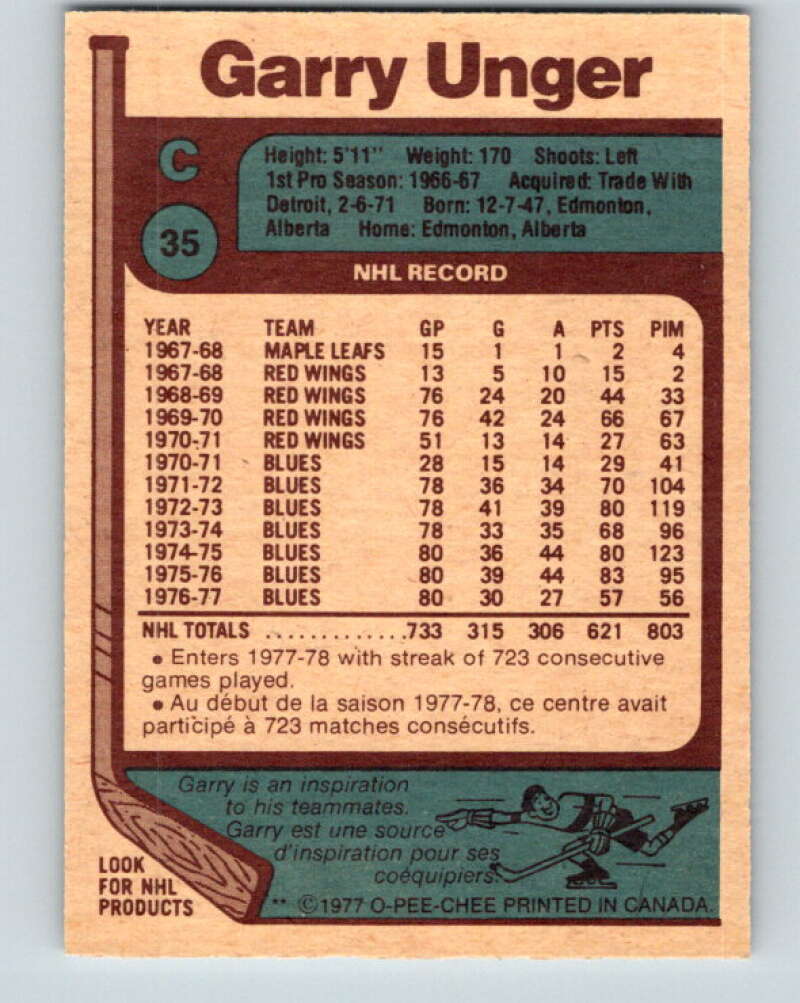 Garry Unger
C
Height: 5'11" Weight: 170 Shoots: Left
1st Pro Season: 1966-67 Acquired: Trade With
Detroit, 2-6-71 Born: 12-7-47, Edmonton,
Alberta Home: Edmonton, Alberta
35
NHL RECORD
YEAR TEAM GP G A PTS PIM
1967-68 MAPLE LEAFS 15 1 1 2 4
1967-68 RED WINGS 13 5 10 15 2
1968-69 RED WINGS 76 24 20 44 33
1969-70 RED WINGS 76 42 24 66 67
1970-71 RED WINGS 51 13 14 27 63
1970-71 BLUES 28 15 14 29 41
1971-72 BLUES 78 36 34 70 104
1972-73 BLUES 78 41 39 80 119
1973-74 BLUES 78 33 35 68 96
1974-75 BLUES 80 36 44 80 123
1975-76 BLUES 80 39 44 83 95
1976-77 BLUES 80 30 27 57 56
NHL TOTALS .............733 315 306 621 803
• Enters 1977-78 with streak of 723 consecutive
games played.
• Au début de la saison 1977-78, ce centre avait
participé à 723 matches consécutifs.
Garry is an inspiration
to his teammates.
Garry est une source
d'inspiration pour ses
coéquipiers.
LOOK
FOR NHL
PRODUCTS
** ©1977 O-PEE-CHEE PRINTED IN CANADA.